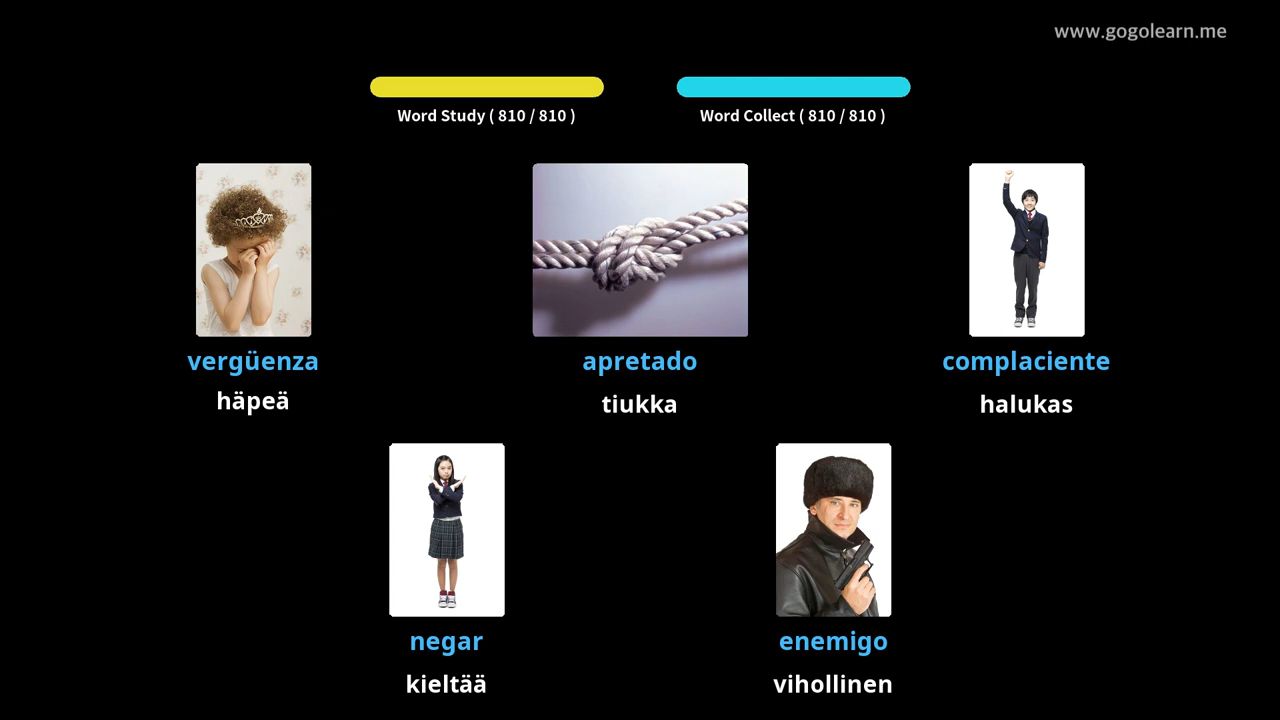 www.gogolearn.me
Word Study ( 810 / 810 )
Word Collect ( 810 / 810 )
vergüenza
häpeä
apretado
tiukka
complaciente
halukas
negar
kieltää
enemigo
vihollinen